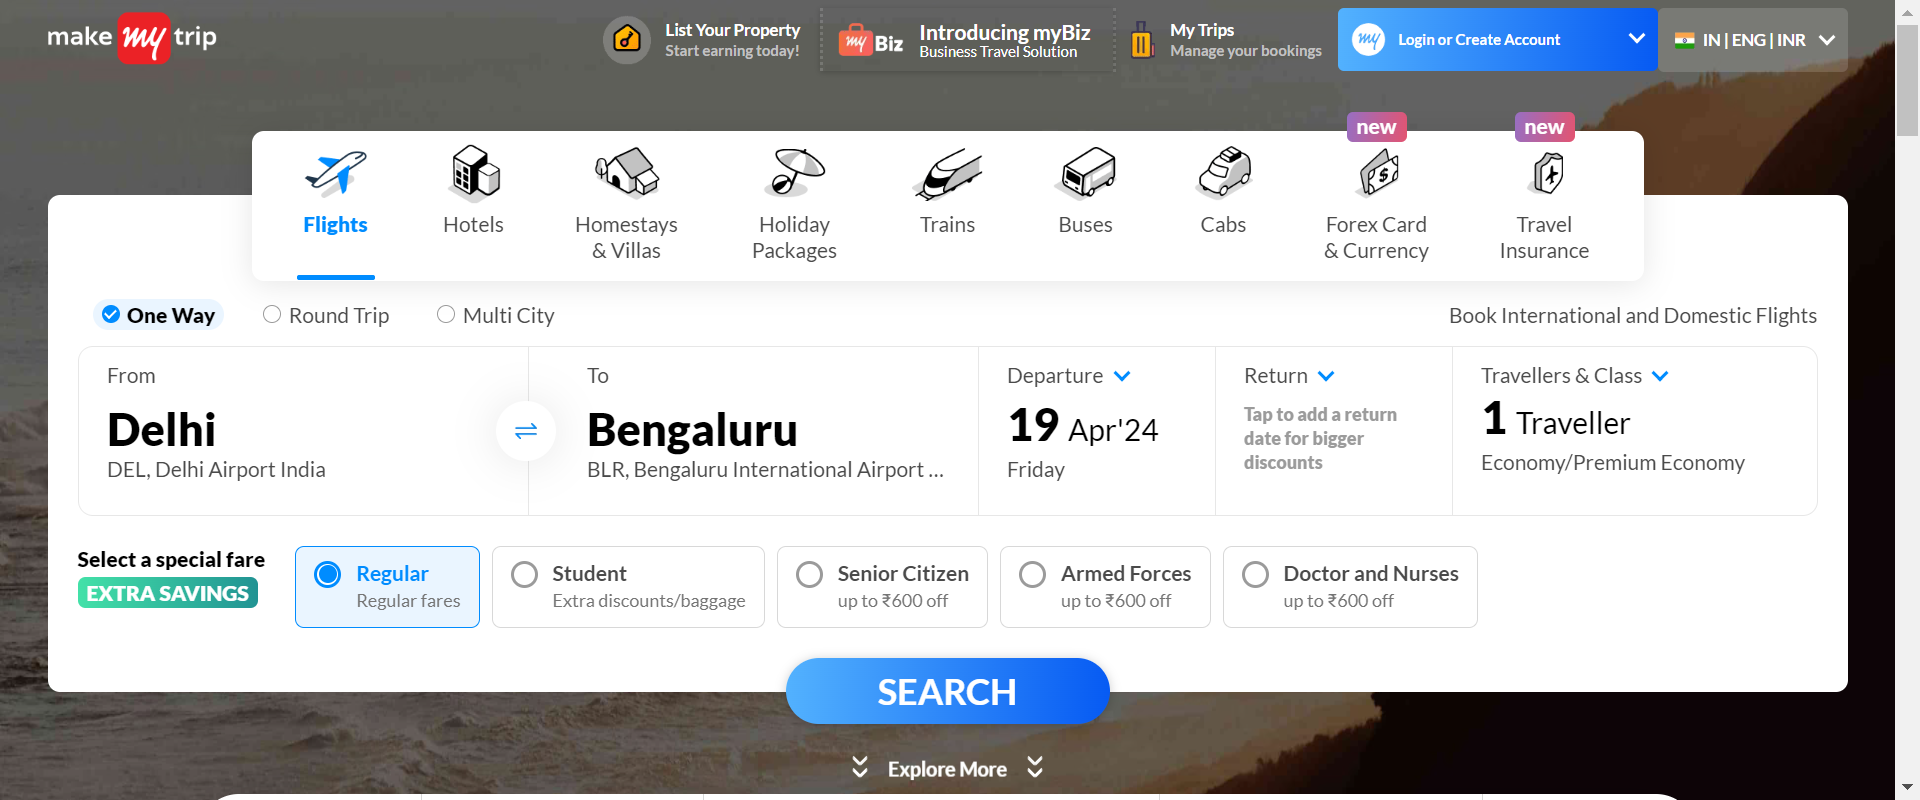 make my trip
List Your Property
Start earning today!
my Biz
Introducing myBiz
Business Travel Solution
My Trips
Manage your bookings
my
Login or Create Account
IN | ENG | INR
new
new
Flights
Hotels
Homestays
& Villas
Holiday
Packages
Trains
Buses
Cabs
Forex Card
& Currency
Travel
Insurance
One Way
Round Trip
Multi City
Book International and Domestic Flights
From
Delhi
DEL, Delhi Airport India
To
Bengaluru
BLR, Bengaluru International Airport ...
Departure
19 Apr'24
Friday
Return
Tap to add a return
date for bigger
discounts
Travellers & Class
1 Traveller
Economy/Premium Economy
Select a special fare
EXTRA SAVINGS
Regular
Regular fares
Student
Extra discounts/baggage
Senior Citizen
up to ₹600 off
Armed Forces
up to ₹600 off
Doctor and Nurses
up to ₹600 off
SEARCH
Explore More